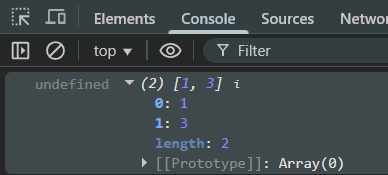 Elements Console Sources Networ
top Filter
undefined (2) [1, 3] i
0: 1
1: 3
length: 2
[[Prototype]]: Array(0)